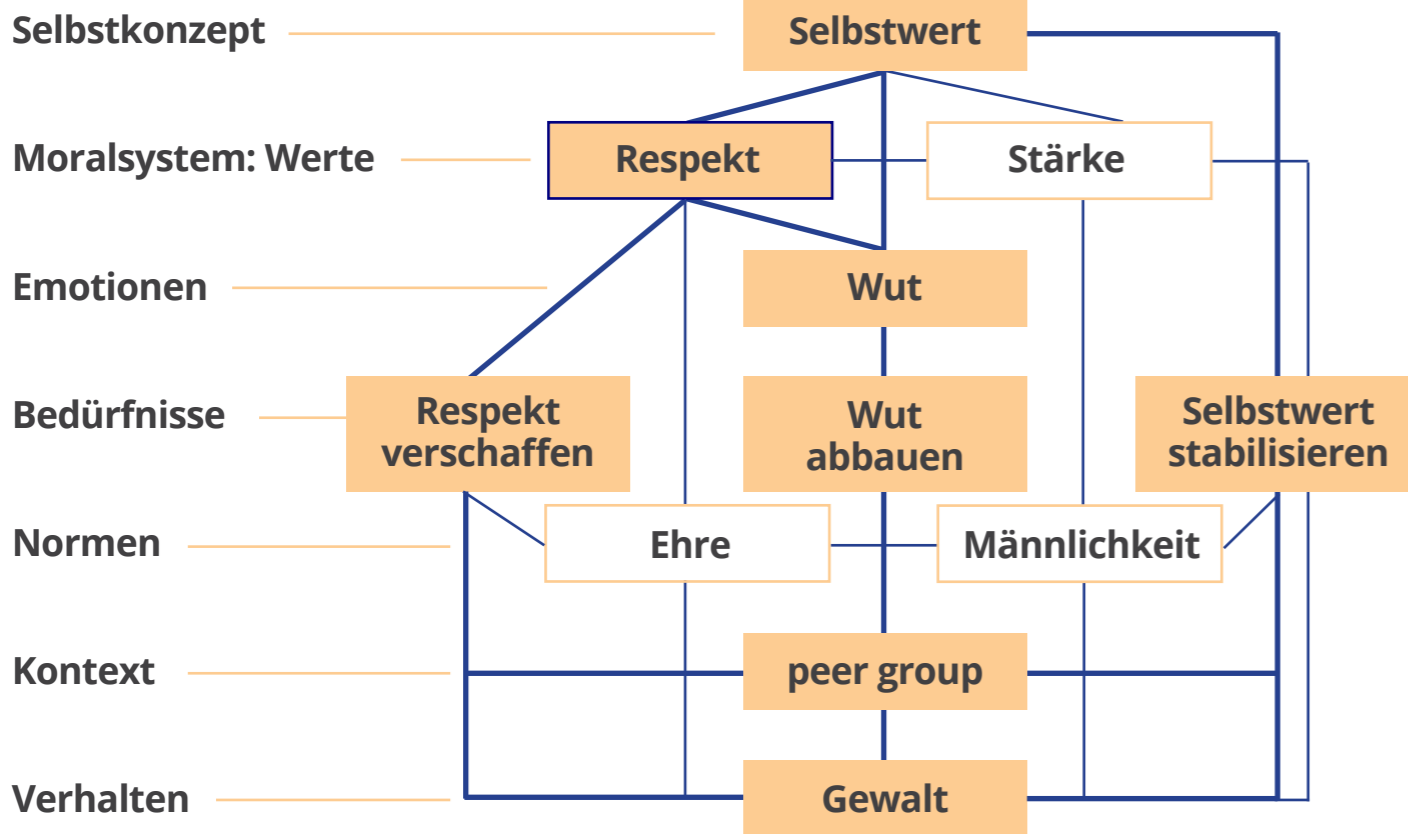 Selbstkonzept
Selbstwert
Moralsystem: Werte
Respekt
Stärke
Emotionen
Wut
Bedürfnisse
Respekt
verschaffen
Wut
abbauen
Selbstwert
stabilisieren
Normen
Ehre
Männlichkeit
Kontext
peer group
Verhalten
Gewalt